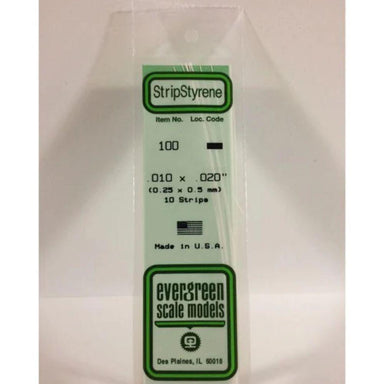 StripStyrene
Item No. Loc. Code
100
.010 x .020"
(0.25 x 0.5 mm)
10 Strips
Made in U.S.A.
evergreen
scale models
Des Plaines, IL 60018